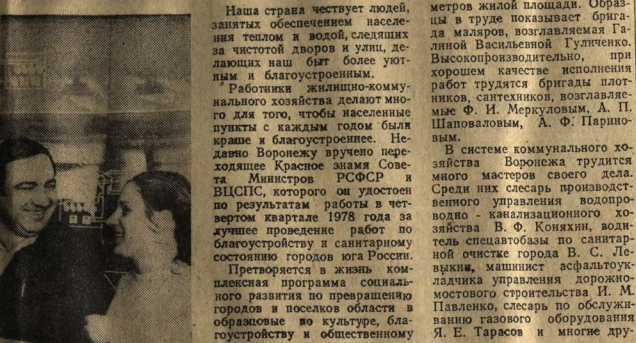 Наша страна чествует людей,
занятых обеспечением населе-
ния теплом и водой, следящих
за чистотой дворов и улиц, де-
лающих наш быт более уют-
ным и благоустроенным.
Работники жилищно-комму-
нального хозяйства делают мно-
го для того, чтобы населенные
пункты с каждым годом были
краше и благоустроеннее. Не-
давно Воронежу вручено пере-
ходящее Красное знамя Сове-
та Министров РСФСР и
ВЦСПС, которого он удостоен
по результатам работы в чет-
вертом квартале 1978 года за
лучшее проведение работ по
благоустройству и санитарному
состоянию городов юга России.
Претворяется в жизнь ком-
плексная программа социаль-
ного развития по превращению
городов и поселков области в
образцовые по культуре, бла-
гоустройству и общественному
метров жилой площади. Образ-
цы в труде показывает брига-
да маляров, возглавляемая Га-
линой Васильевной Гуличенко.
Высокопроизводительно, при
хорошем качестве исполнения
работ трудятся бригады плот-
ников, сантехников, возглавляе-
мые Ф. И. Меркуловым, А. П.
Шаповаловым, А. Ф. Парино-
вым.
В системе коммунального хо-
зяйства Воронежа трудится
много мастеров своего дела.
Среди них слесарь производст-
венного управления водопро-
водно - канализационного хо-
зяйства В. Ф. Коняхин, води-
тель спецавтобазы по санитар-
ной очистке города В. С. Ле-
выкин, машинист асфальтоук-
ладчика управления дорожно-
мостового строительства И. М.
Павленко, слесарь по обслужи-
ванию газового оборудования
Я. Е. Тарасов и многие дру-